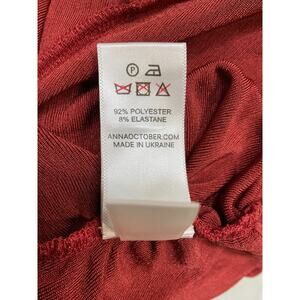 P
92% POLYESTER
8% ELASTANE
ANNAOCTOBER.COM
MADE IN UKRAINE